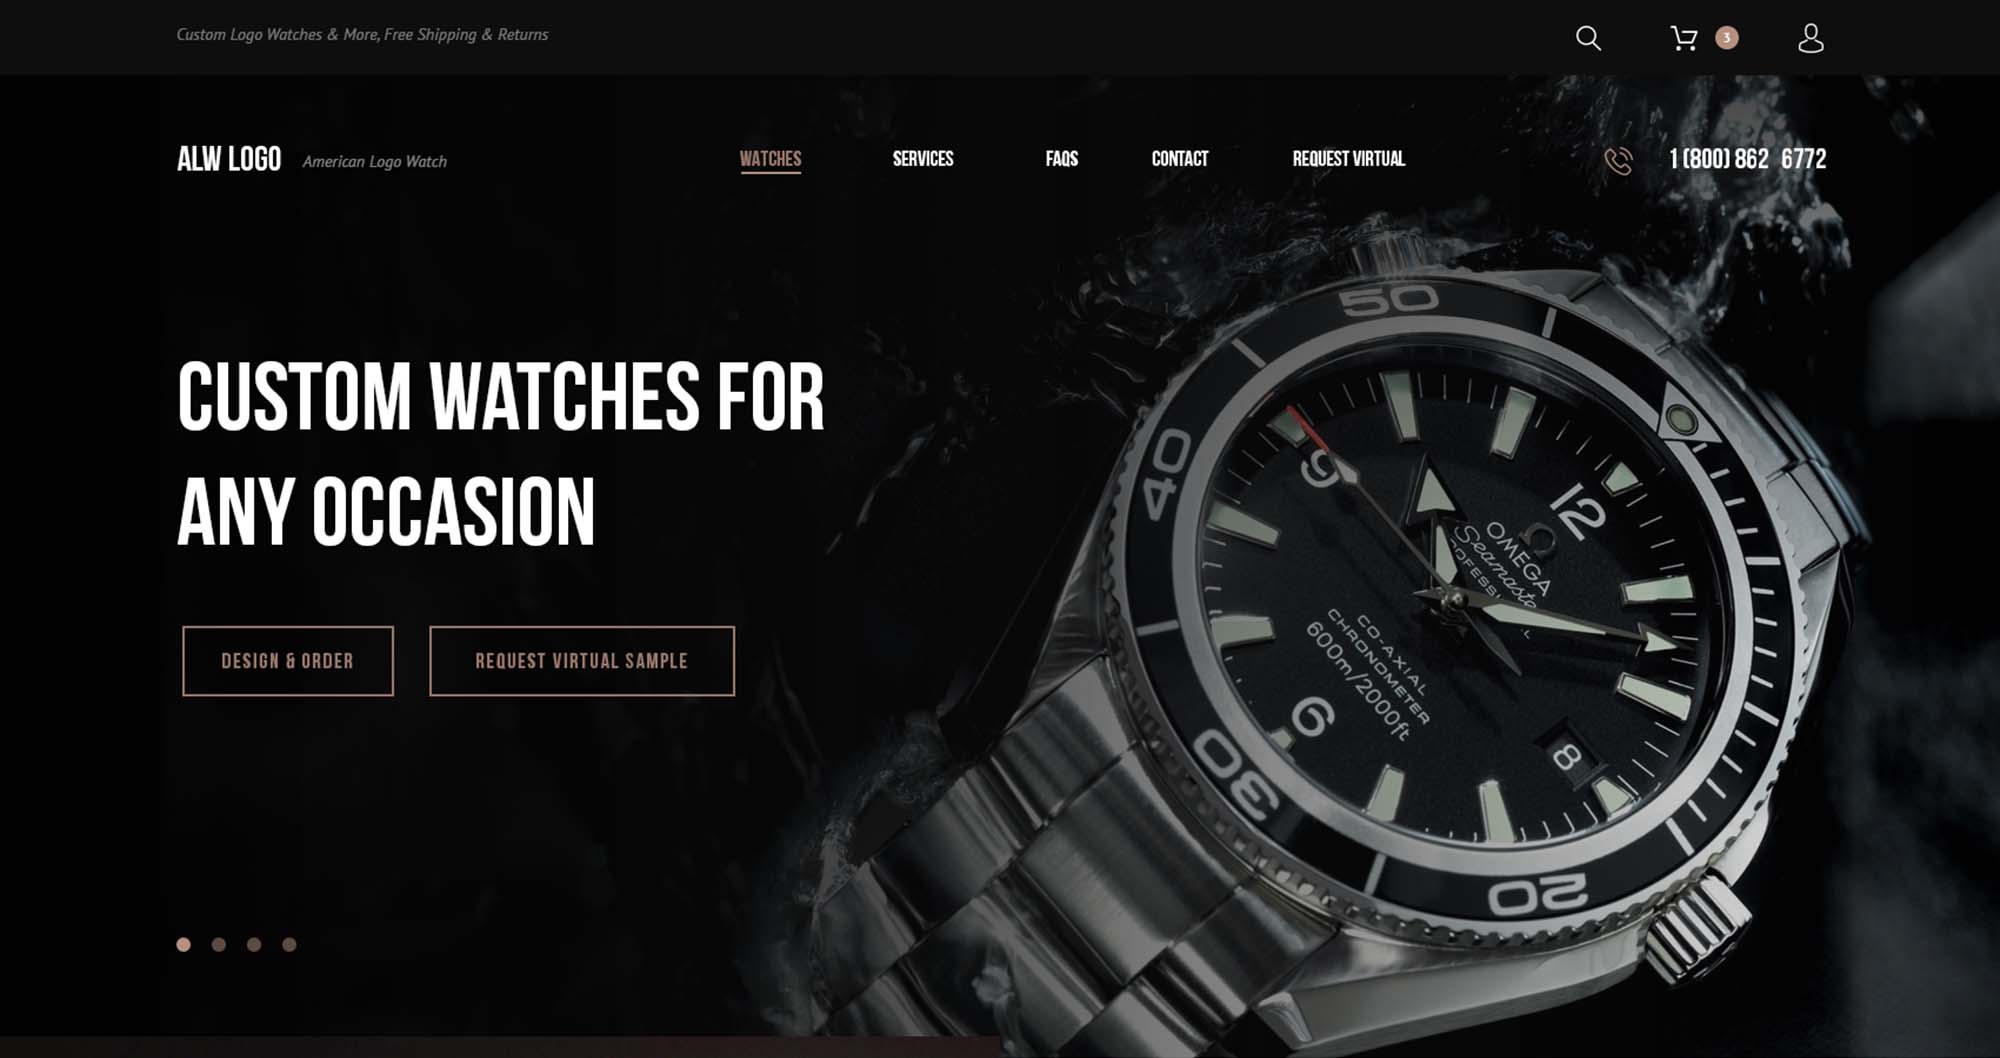 Custom Logo Watches & More, Free Shipping & Returns
3
ALW LOGO American Logo Watch
WATCHES SERVICES FAQS CONTACT REQUEST VIRTUAL
1 (800) 862 6772
CUSTOM WATCHES FOR
ANY OCCASION
DESIGN & ORDER
REQUEST VIRTUAL SAMPLE
50
40
30
20
12
9
6
8
OMEGA
Seamaster
CO-AXIAL
CHRONOMETER
600m/2000ft